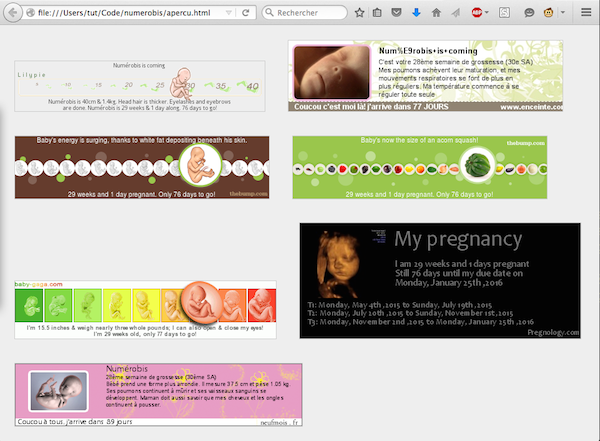 file:///Users/tut/Code/numerobis/apercu.html
Rechercher
Numérobis is coming
Lilypie
30 35 40
Numérobis is 40cm & 1.4kg. Head hair is thicker. Eyelashes and eyebrows
are done. Numérobis is 29 weeks & 1 day along. 76 days to go!
Num%E9robis+is+coming
C'est votre 28ème semaine de grossesse (30e SA)
Mes poumons achèvent leur maturation, et mes
mouvements respiratoires se font de plus en
plus réguliers. Ma température commence à se
réguler toute seule
Coucou c'est moi là! j'arrive dans 77 JOURS
www.enceinte.com
Baby's energy is surging, thanks to white fat depositing beneath his skin.
29 weeks and 1 day pregnant. Only 76 days to go!
thebump.com
Baby's now the size of an acorn squash!
thebump.com
29 weeks and 1 day pregnant. Only 76 days to go!
baby-gaga.com
I'm 15.5 inches & weigh nearly three whole pounds; I can also open & close my eyes!
I'm 29 weeks old, only 77 days to go!
My pregnancy
I am 29 weeks and 1 days pregnant
Still 76 days until my due date on
Monday, January 25th ,2016
T1: Monday, May 4th ,2015 to Sunday, July 19th ,2015
T2: Monday, July 20th ,2015 to Sunday, November 1st ,2015
T3: Monday, November 2nd ,2015 to Monday, January 25th ,2016
Pregnology.com
Numérobis
28ème semaine de grossesse (30ème SA)
Bébé prend une forme plus arrondie. Il mesure 37.5 cm et pèse 1.05 kg.
Ses poumons continuent à mûrir et ses vaisseaux sanguins se
développent. Maman doit aussi savoir que mes cheveux et les ongles
continuent à pousser.
Coucou à tous, j'arrive dans 89 jours
neufmois.fr